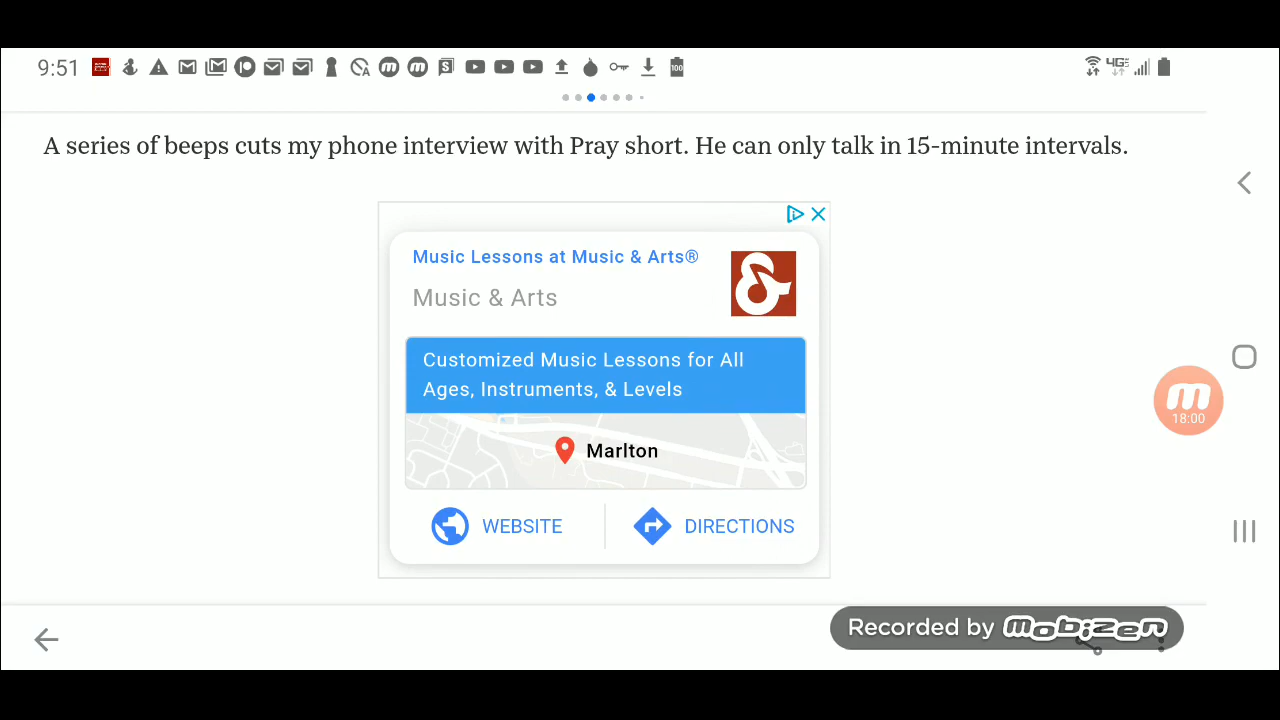 9:51
A series of beeps cuts my phone interview with Pray short. He can only talk in 15-minute intervals.
Music Lessons at Music & Arts®
Music & Arts
Customized Music Lessons for All
Ages, Instruments, & Levels
Marlton
WEBSITE
DIRECTIONS
18:00
Recorded by mobizen